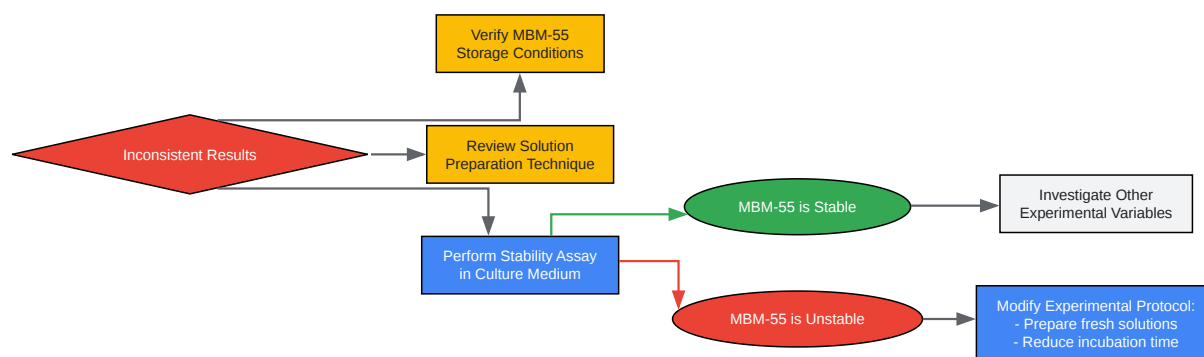 Verify MBM-55
Storage Conditions
Inconsistent Results
Review Solution
Preparation Technique
MBM-55 is Stable
Investigate Other
Experimental Variables
Perform Stability Assay
in Culture Medium
MBM-55 is Unstable
Modify Experimental Protocol:
- Prepare fresh solutions
- Reduce incubation time